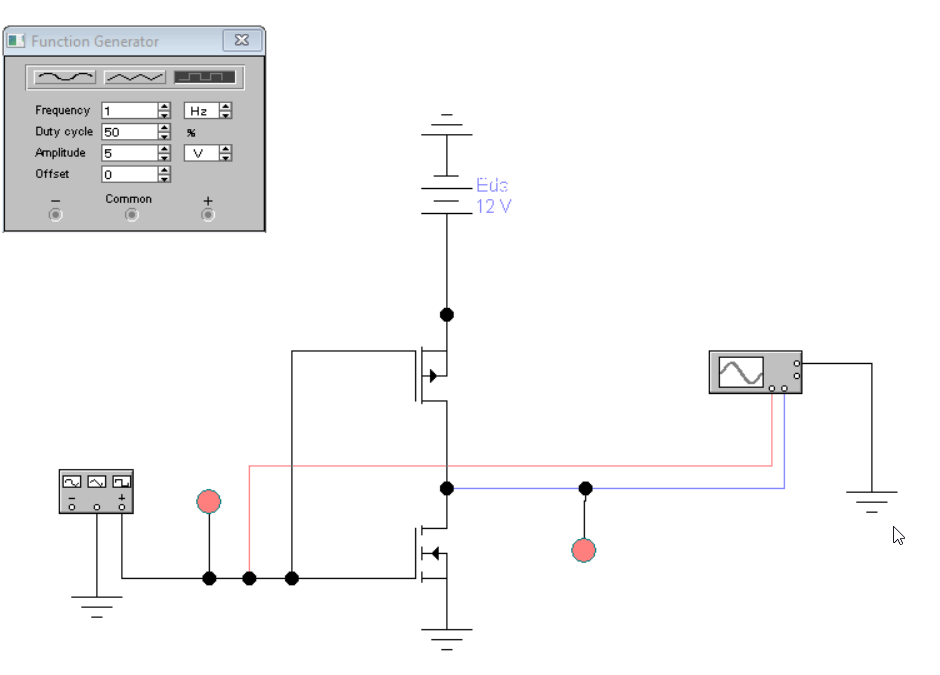 Function Generator
Frequency 1 Hz
Duty cycle 50 %
Amplitude 5 V
Offset 0
− Common +
Eds
12 V
− +